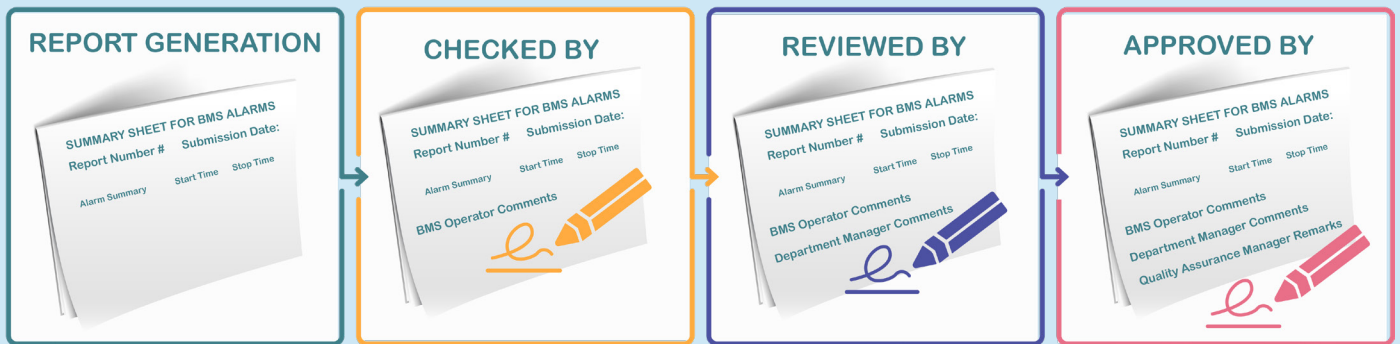 REPORT GENERATION
SUMMARY SHEET FOR BMS ALARMS
Report Number # Submission Date:
Alarm Summary Start Time Stop Time
CHECKED BY
SUMMARY SHEET FOR BMS ALARMS
Report Number # Submission Date:
Alarm Summary Start Time Stop Time
BMS Operator Comments
REVIEWED BY
SUMMARY SHEET FOR BMS ALARMS
Report Number # Submission Date:
Alarm Summary Start Time Stop Time
BMS Operator Comments
Department Manager Comments
APPROVED BY
SUMMARY SHEET FOR BMS ALARMS
Report Number # Submission Date:
Alarm Summary Start Time Stop Time
BMS Operator Comments
Department Manager Comments
Quality Assurance Manager Remarks